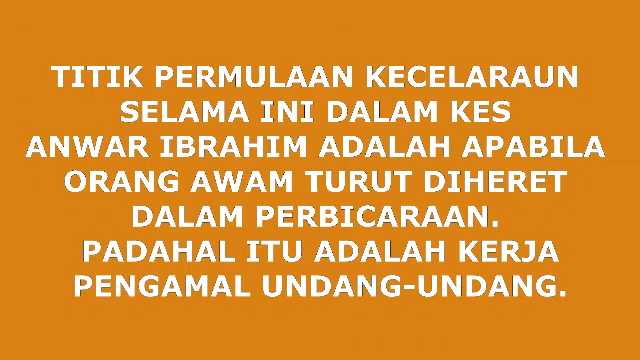 TITIK PERMULAAN KECELARAUN
SELAMA INI DALAM KES
ANWAR IBRAHIM ADALAH APABILA
ORANG AWAM TURUT DIHERET
DALAM PERBICARAAN.
PADAHAL ITU ADALAH KERJA
PENGAMAL UNDANG-UNDANG.